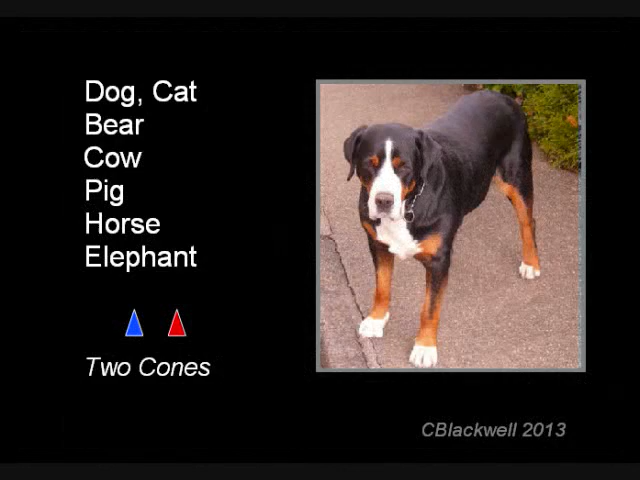 Dog, Cat
Bear
Cow
Pig
Horse
Elephant
Two Cones
CBlackwell 2013